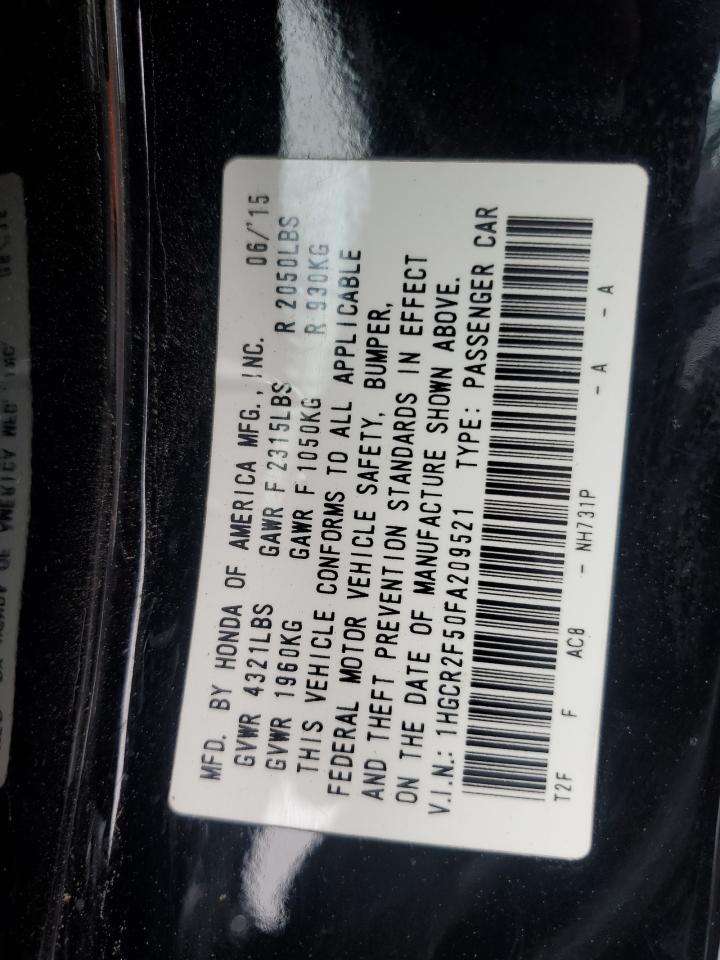 MFD. BY HONDA OF AMERICA MFG., INC. 06/'15
GVWR 4321LBS GAWR F 2315LBS R 2050LBS
GVWR 1960KG GAWR F 1050KG R 930KG
THIS VEHICLE CONFORMS TO ALL APPLICABLE
FEDERAL MOTOR VEHICLE SAFETY, BUMPER,
AND THEFT PREVENTION STANDARDS IN EFFECT
ON THE DATE OF MANUFACTURE SHOWN ABOVE.
V.I.N.: 1HGCR2F50FA209521 TYPE: PASSENGER CAR
T2F F AC8 - NH731P - A - A